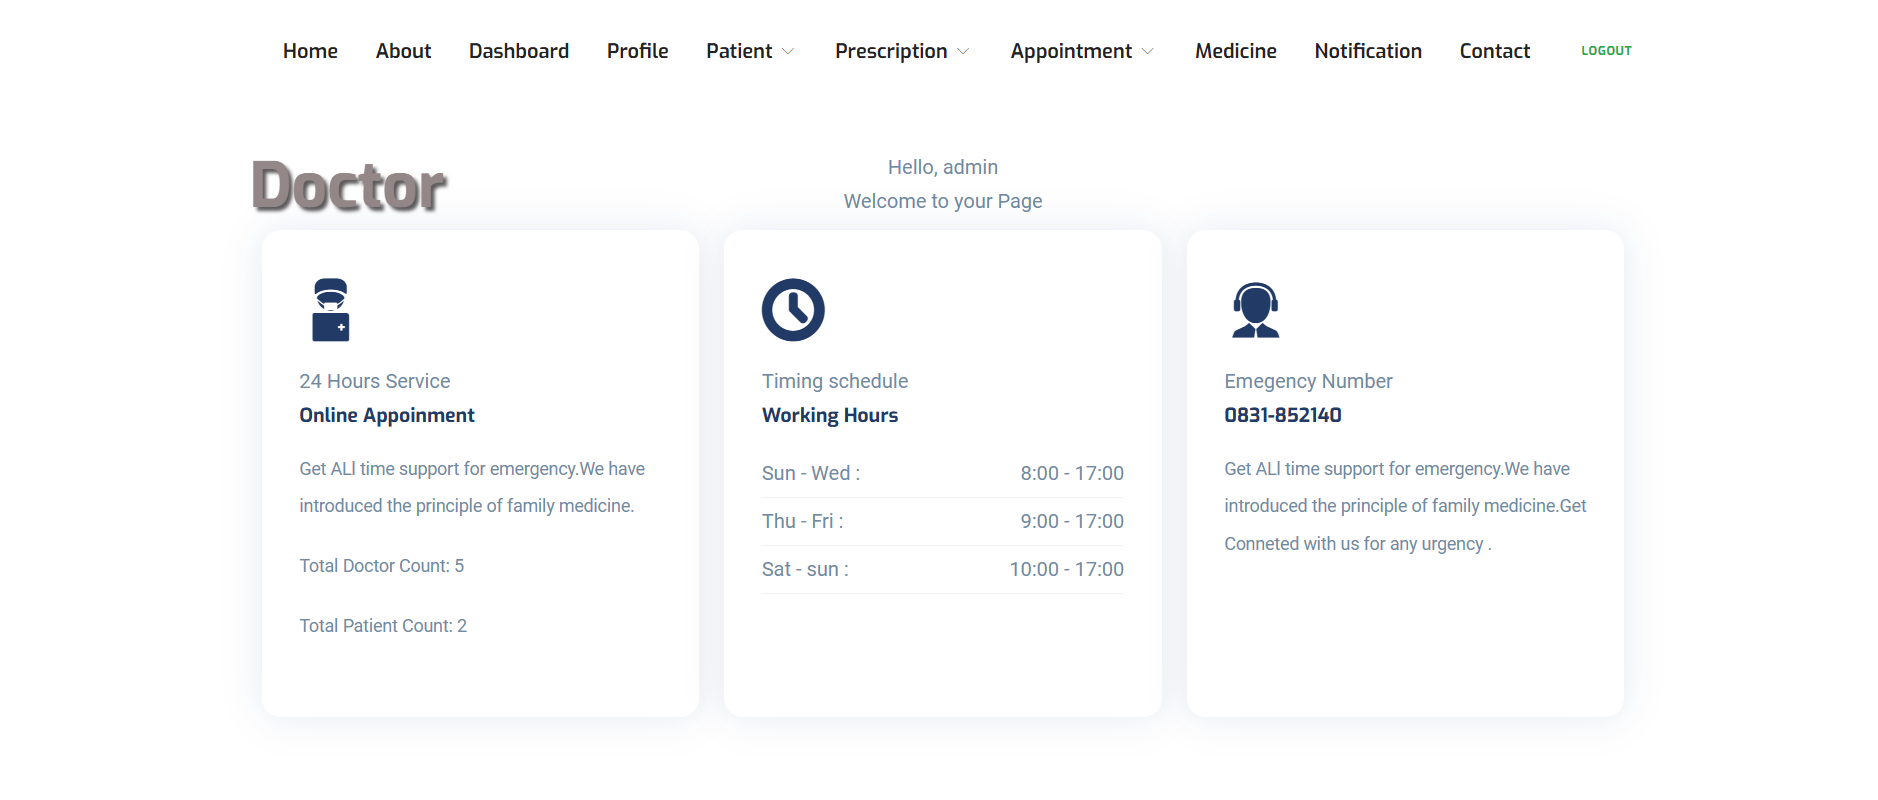 Home About Dashboard Profile Patient Prescription Appointment Medicine Notification Contact LOGOUT
Doctor
Hello, admin
Welcome to your Page
24 Hours Service
Online Appoinment
Get ALl time support for emergency.We have
introduced the principle of family medicine.
Total Doctor Count: 5
Total Patient Count: 2
Timing schedule
Working Hours
Sun - Wed : 8:00 - 17:00
Thu - Fri : 9:00 - 17:00
Sat - sun : 10:00 - 17:00
Emegency Number
0831-852140
Get ALl time support for emergency.We have
introduced the principle of family medicine.Get
Conneted with us for any urgency .